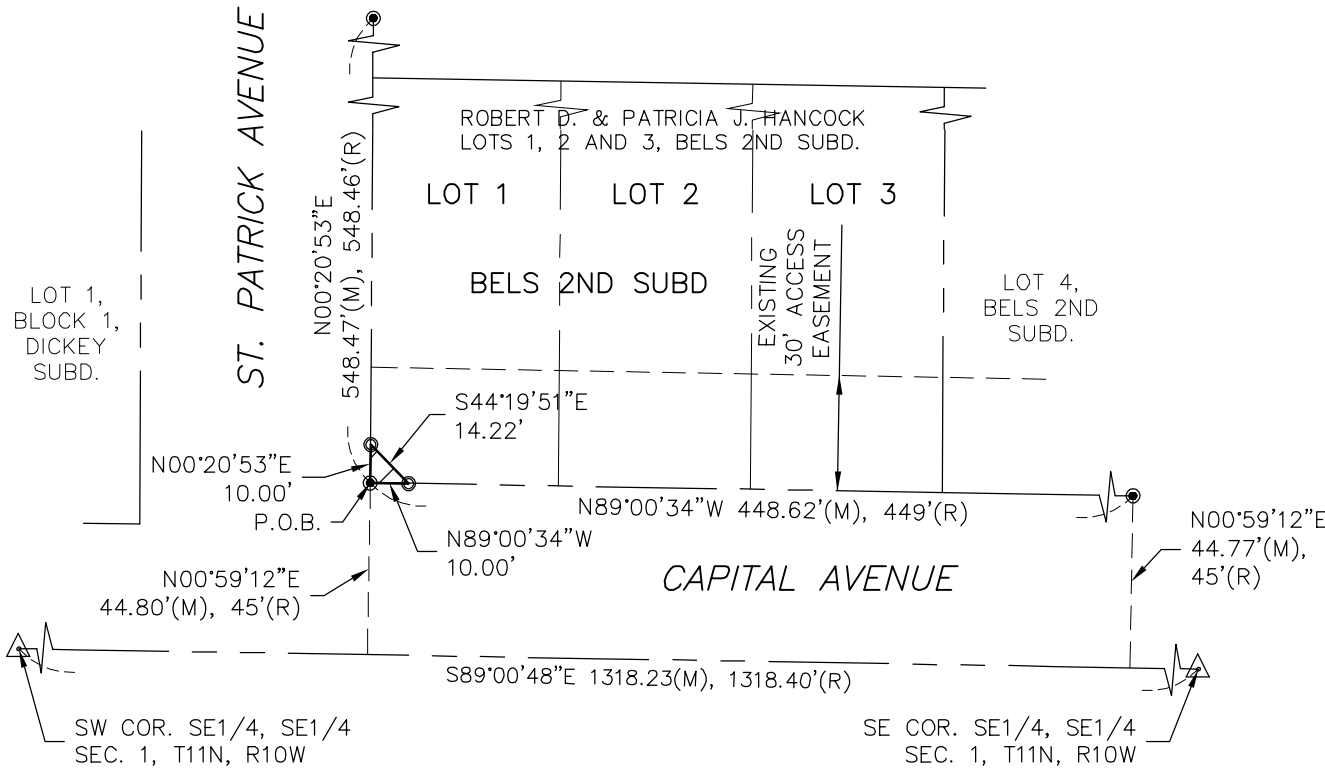 ST. PATRICK AVENUE
ROBERT D. & PATRICIA J. HANCOCK
LOTS 1, 2 AND 3, BELS 2ND SUBD.
N00°20'53"E
548.47'(M), 548.46'(R)
LOT 1
LOT 2
LOT 3
BELS 2ND SUBD
EXISTING
30' ACCESS
EASEMENT
LOT 1,
BLOCK 1,
DICKEY
SUBD.
LOT 4,
BELS 2ND
SUBD.
S44°19'51"E
14.22'
N00°20'53"E
10.00'
P.O.B.
N89°00'34"W
10.00'
N89°00'34"W 448.62'(M), 449'(R)
N00°59'12"E
44.77'(M),
45'(R)
N00°59'12"E
44.80'(M), 45'(R)
CAPITAL AVENUE
S89°00'48"E 1318.23(M), 1318.40'(R)
SW COR. SE1/4, SE1/4
SEC. 1, T11N, R10W
SE COR. SE1/4, SE1/4
SEC. 1, T11N, R10W